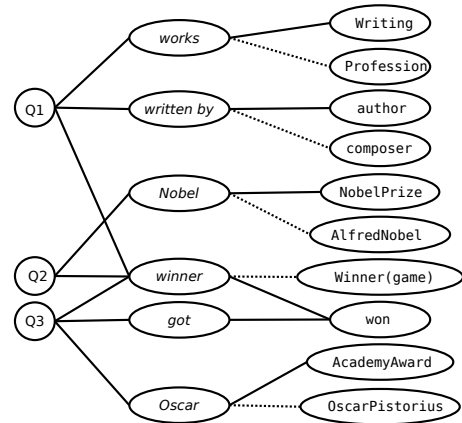 works
Writing
Profession
Q1
written by
author
composer
Nobel
NobelPrize
AlfredNobel
Q2
winner
Winner(game)
Q3
got
won
AcademyAward
Oscar
OscarPistorius